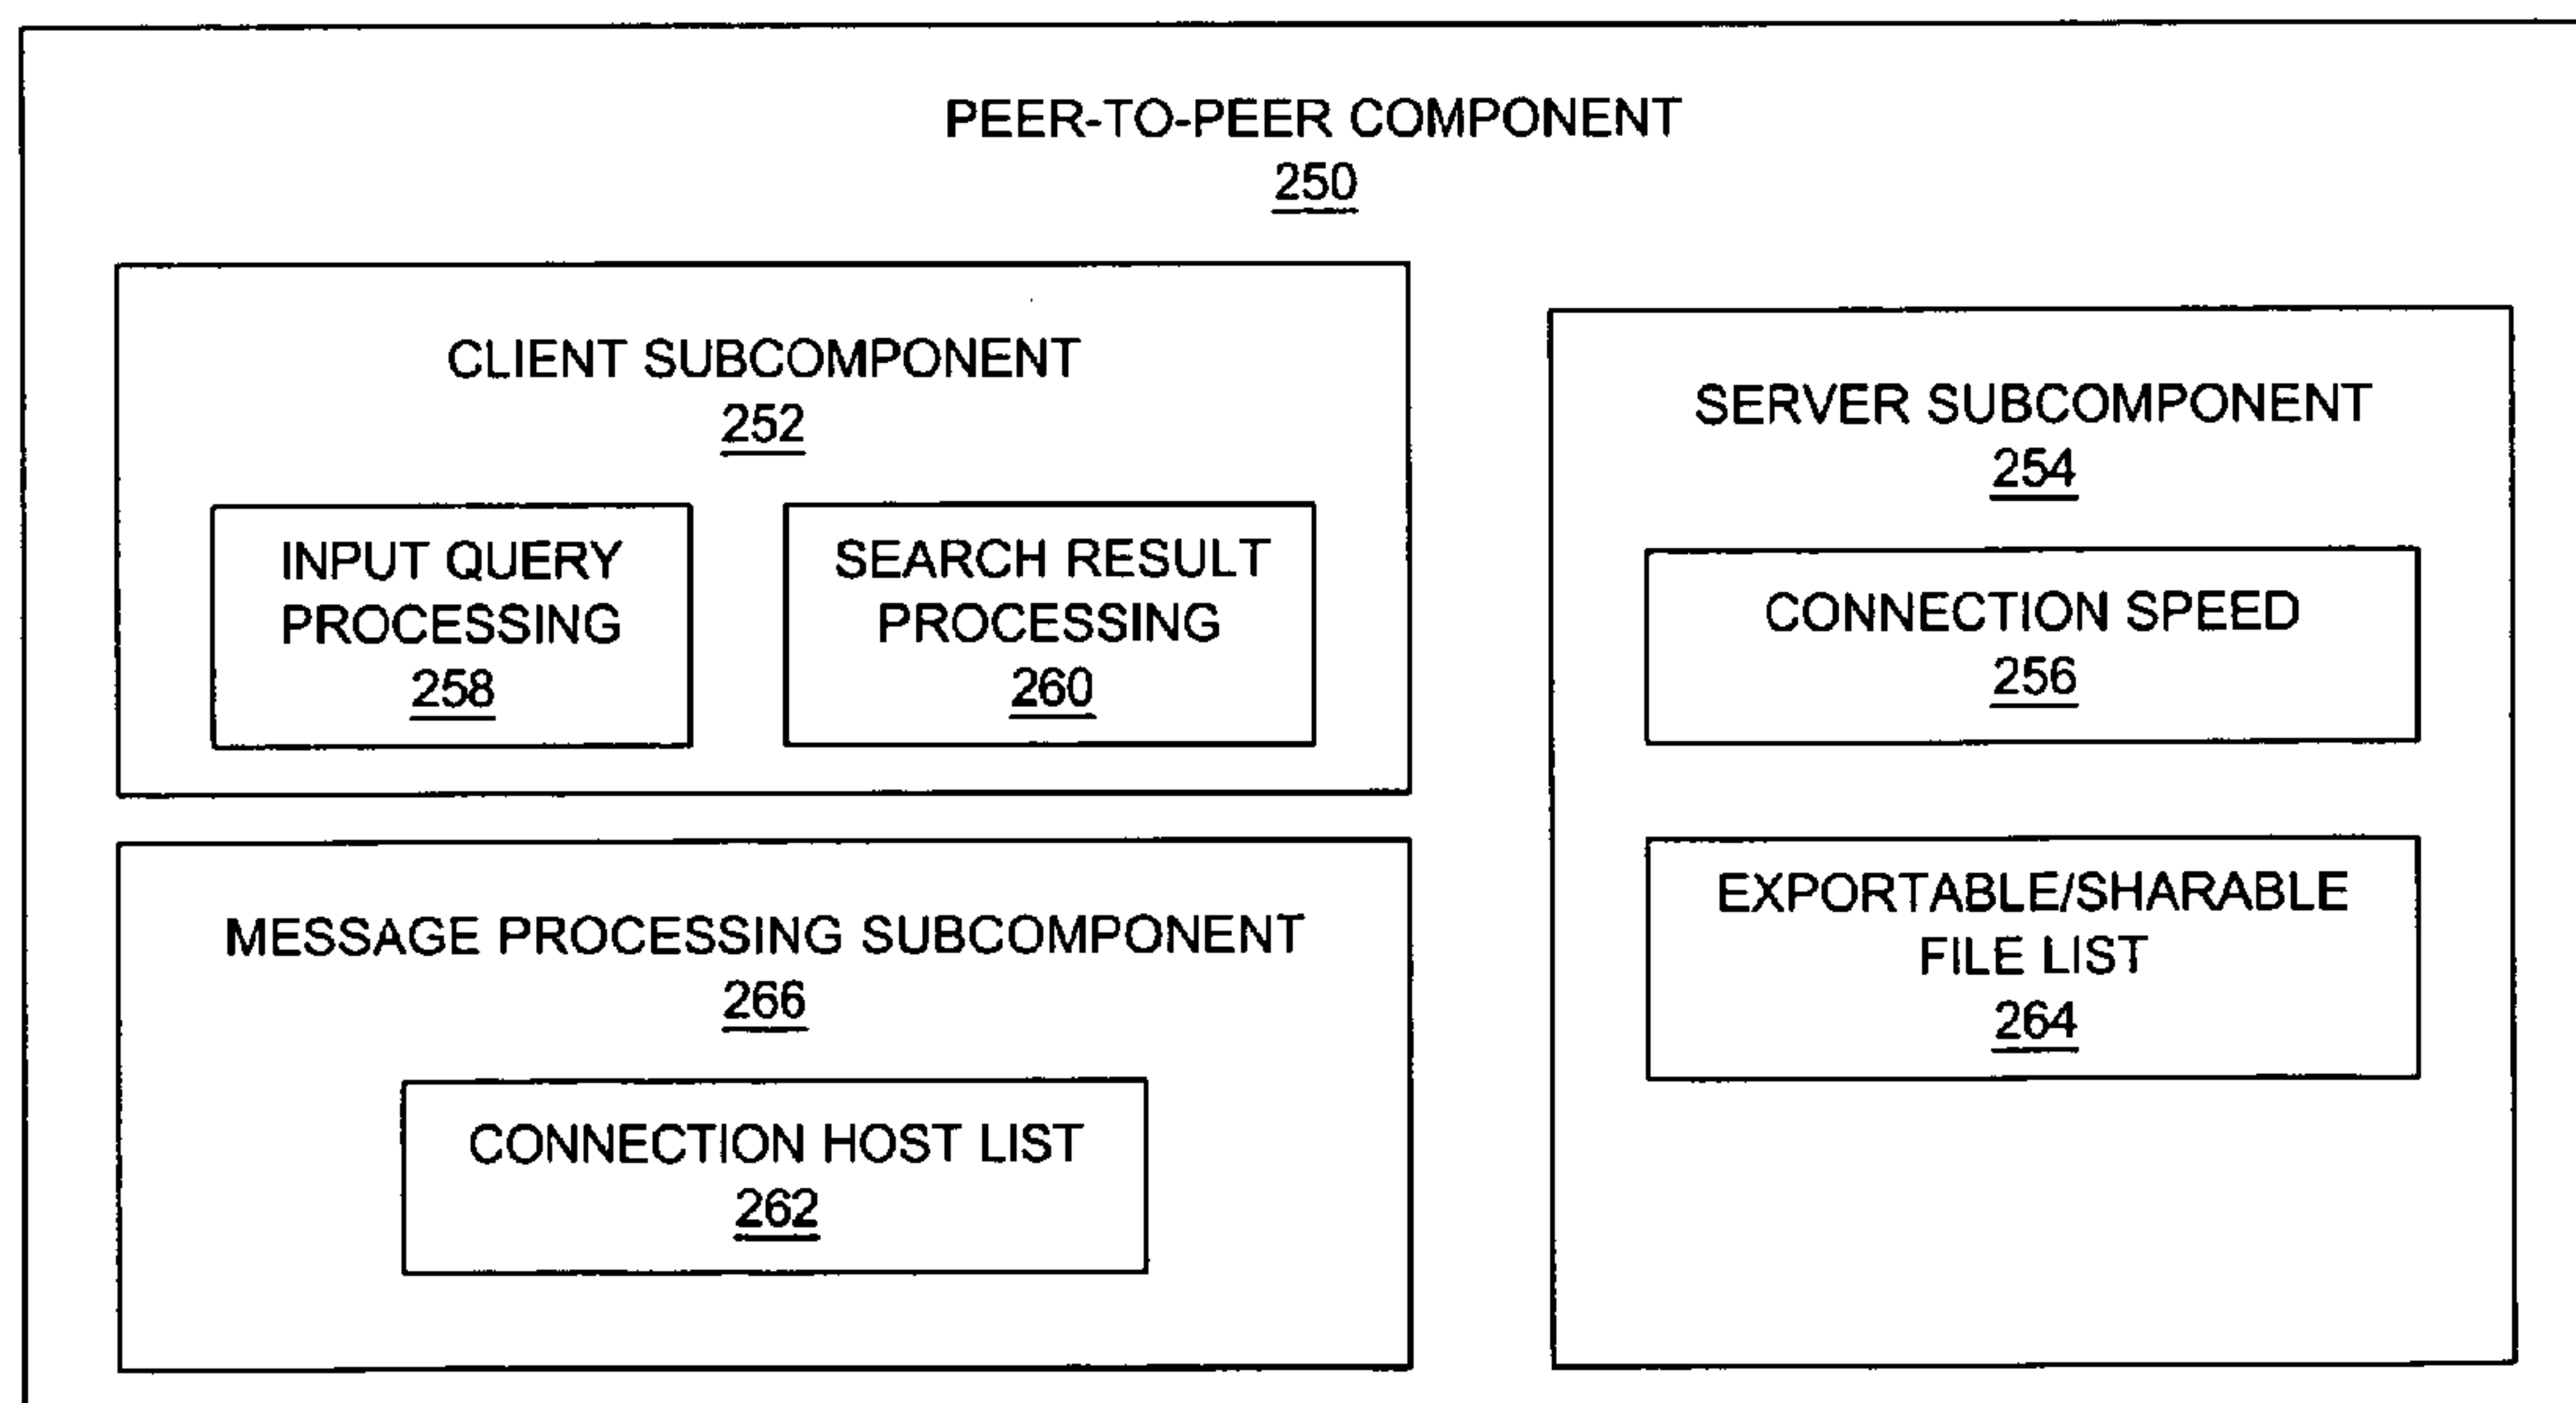 PEER-TO-PEER COMPONENT
250
CLIENT SUBCOMPONENT
252
INPUT QUERY
PROCESSING
258
SEARCH RESULT
PROCESSING
260
MESSAGE PROCESSING SUBCOMPONENT
266
CONNECTION HOST LIST
262
SERVER SUBCOMPONENT
254
CONNECTION SPEED
256
EXPORTABLE/SHARABLE
FILE LIST
264